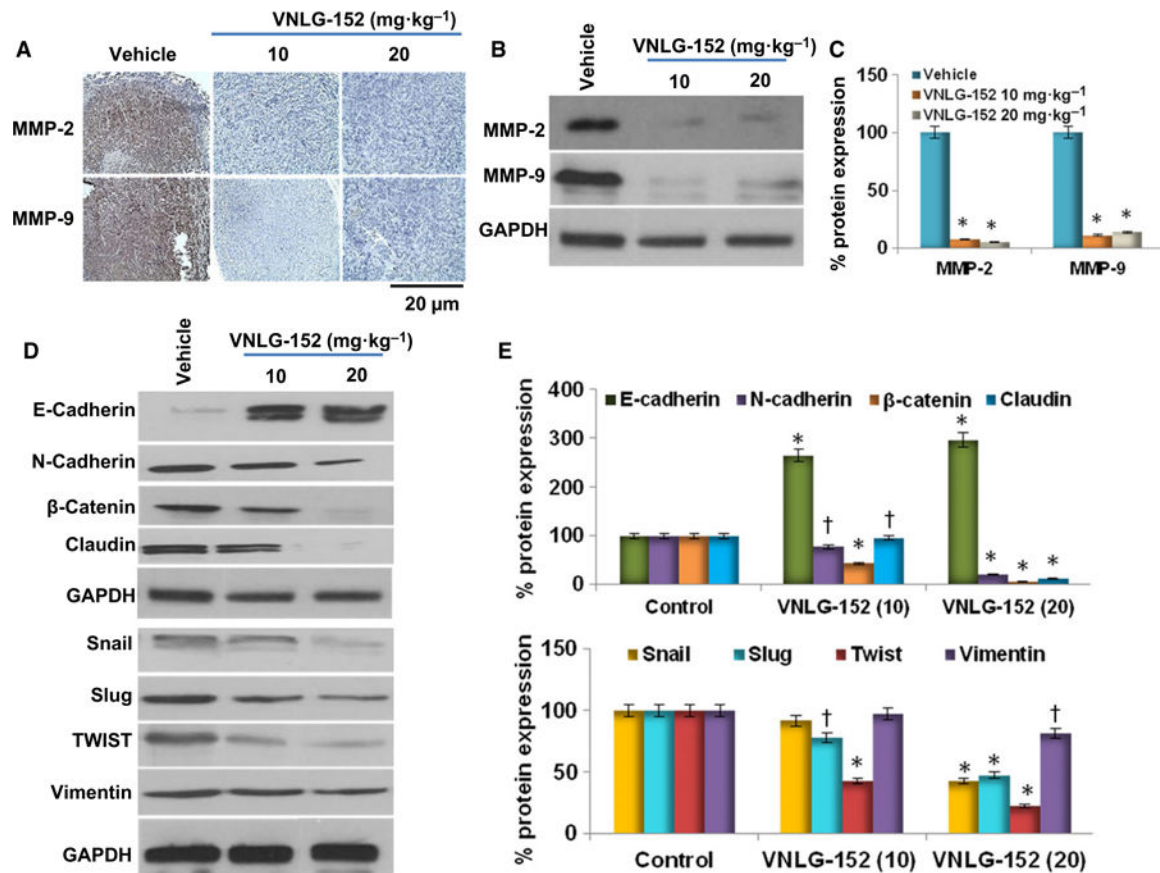 A
VNLG-152 (mg·kg⁻¹)
Vehicle
10
20
MMP-2
MMP-9
20 µm
B
Vehicle
VNLG-152 (mg·kg⁻¹)
10
20
MMP-2
MMP-9
GAPDH
C
% protein expression
150
100
50
0
Vehicle
VNLG-152 10 mg·kg⁻¹
VNLG-152 20 mg·kg⁻¹
* *
* *
MMP-2
MMP-9
D
Vehicle
VNLG-152 (mg·kg⁻¹)
10
20
E-Cadherin
N-Cadherin
β-Catenin
Claudin
GAPDH
Snail
Slug
TWIST
Vimentin
GAPDH
E
% protein expression
400
300
200
100
0
E-cadherin N-cadherin β-catenin Claudin
* † * †
* * * *
Control VNLG-152 (10) VNLG-152 (20)
% protein expression
150
100
50
0
Snail Slug Twist Vimentin
† *
* * * †
Control VNLG-152 (10) VNLG-152 (20)